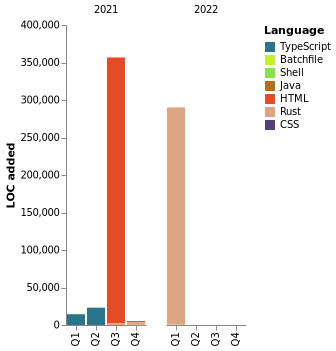 2021
2022
400,000
350,000
300,000
250,000
200,000
150,000
100,000
50,000
0
LOC added
Q1
Q2
Q3
Q4
Q1
Q2
Q3
Q4
Language
TypeScript
Batchfile
Shell
Java
HTML
Rust
CSS